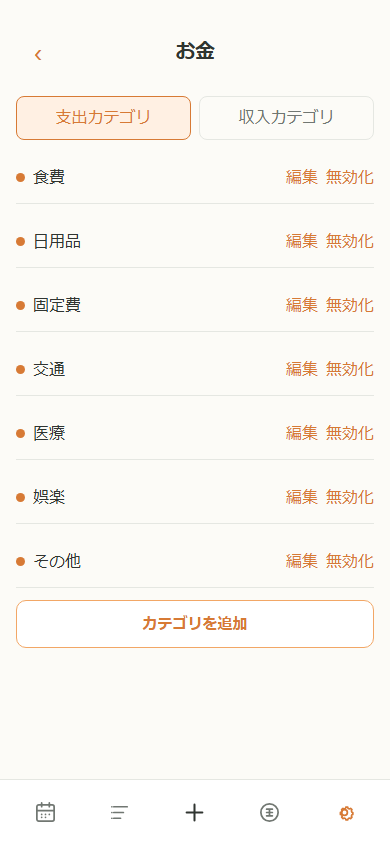 ‹ お金
支出カテゴリ 収入カテゴリ
食費 編集 無効化
日用品 編集 無効化
固定費 編集 無効化
交通 編集 無効化
医療 編集 無効化
娯楽 編集 無効化
その他 編集 無効化
カテゴリを追加